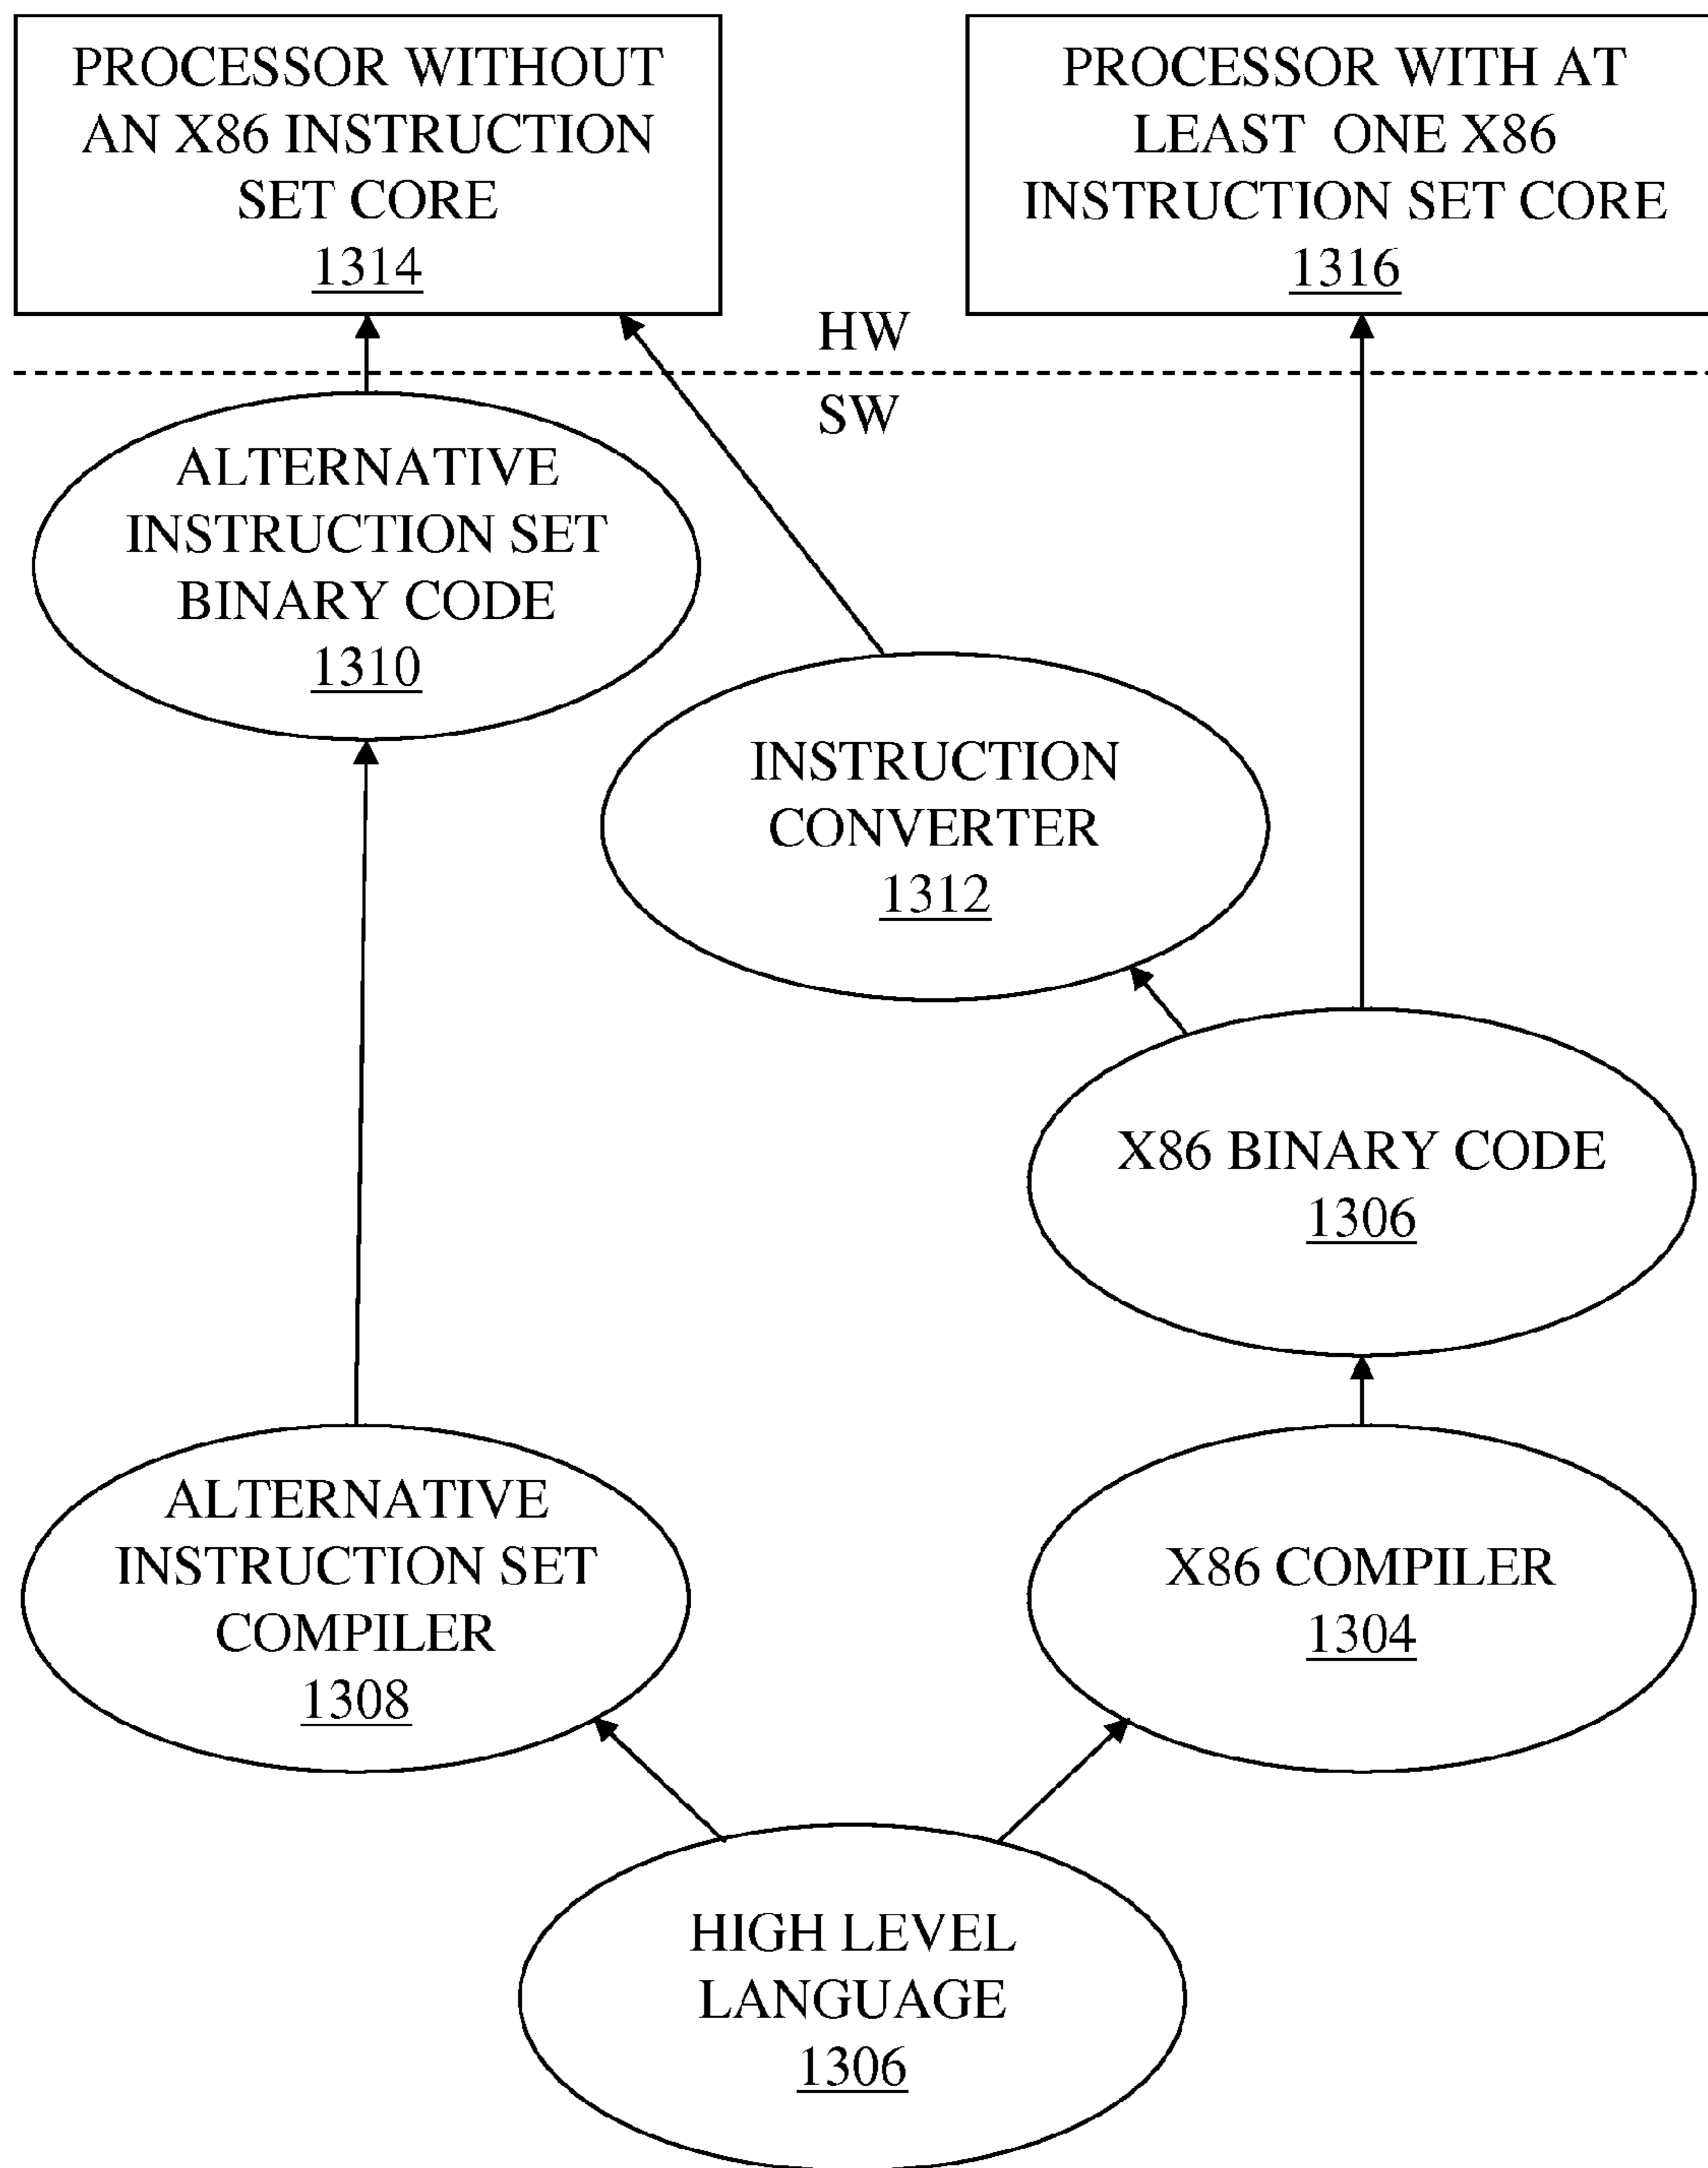 PROCESSOR WITHOUT
AN X86 INSTRUCTION
SET CORE
1314
PROCESSOR WITH AT
LEAST ONE X86
INSTRUCTION SET CORE
1316
HW
SW
ALTERNATIVE
INSTRUCTION SET
BINARY CODE
1310
INSTRUCTION
CONVERTER
1312
X86 BINARY CODE
1306
ALTERNATIVE
INSTRUCTION SET
COMPILER
1308
X86 COMPILER
1304
HIGH LEVEL
LANGUAGE
1306